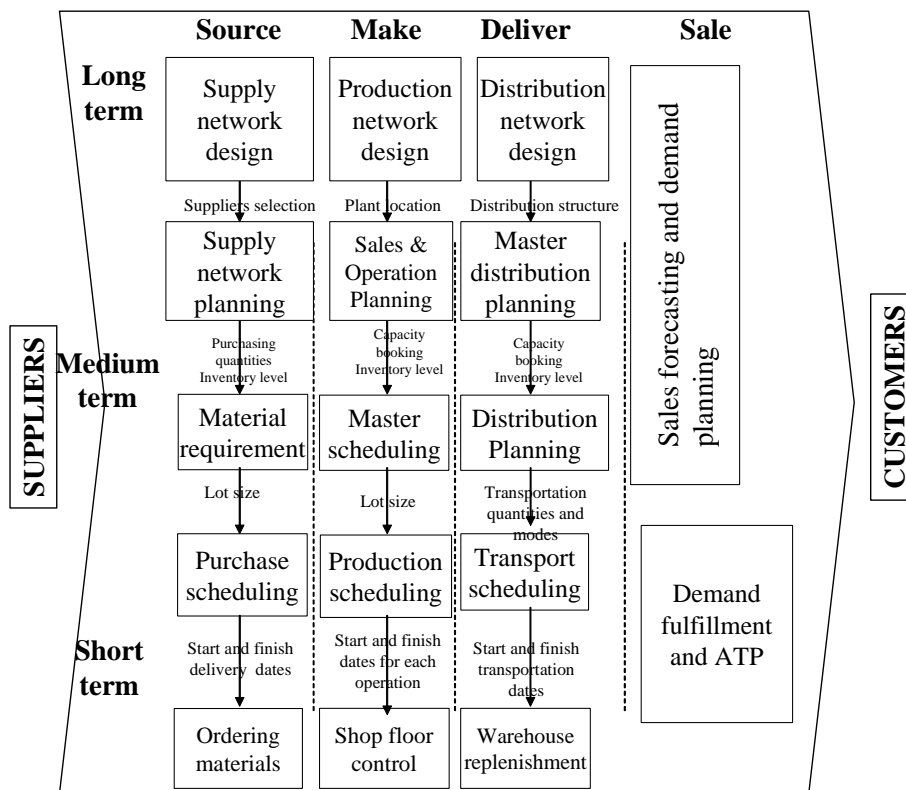 Source
Make
Deliver
Sale
Long
term
Supply
network
design
Production
network
design
Distribution
network
design
Suppliers selection
Plant location
Distribution structure
Supply
network
planning
Sales &
Operation
Planning
Master
distribution
planning
Sales forecasting and demand
planning
SUPPLIERS
Medium
term
Purchasing
quantities
Inventory level
Capacity
booking
Inventory level
Capacity
booking
Inventory level
CUSTOMERS
Material
requirement
Master
scheduling
Distribution
Planning
Lot size
Lot size
Transportation
quantities and
modes
Purchase
scheduling
Production
scheduling
Transport
scheduling
Demand
fulfillment
and ATP
Short
term
Start and finish
delivery dates
Start and finish
dates for each
operation
Start and finish
transportation
dates
Ordering
materials
Shop floor
control
Warehouse
replenishment